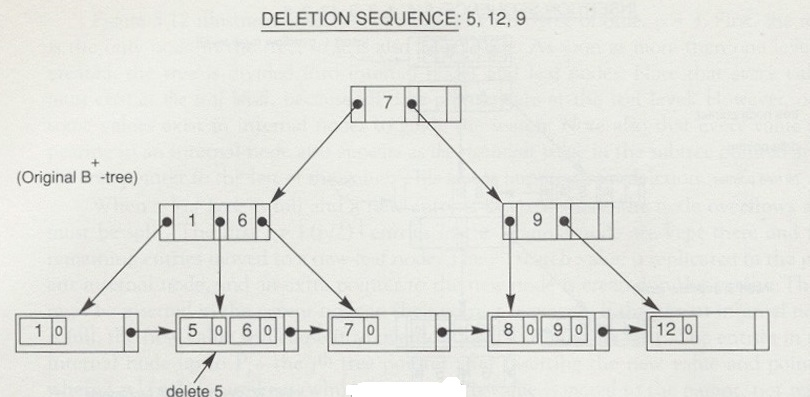 DELETION SEQUENCE: 5, 12, 9
7
(Original B+-tree)
1 6
9
1 0
5 0 6 0
7 0
8 0 9 0
12 0
delete 5